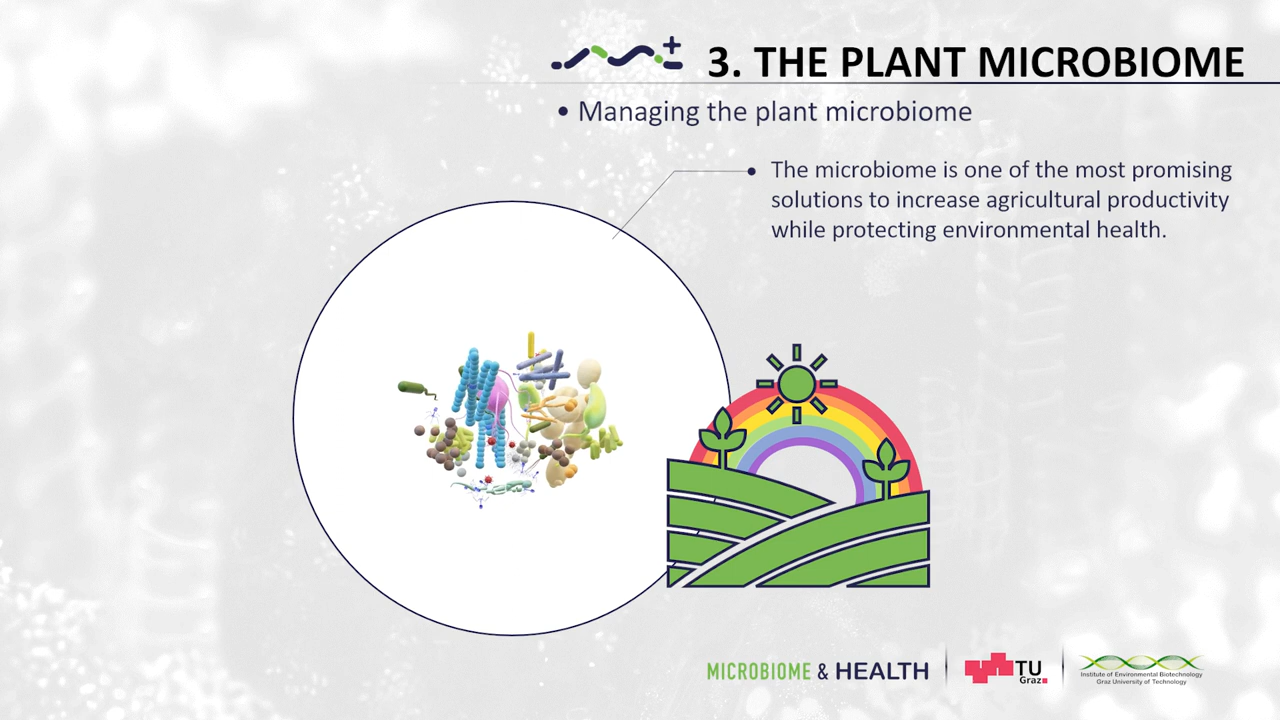 3. THE PLANT MICROBIOME
• Managing the plant microbiome
The microbiome is one of the most promising
solutions to increase agricultural productivity
while protecting environmental health.
MICROBIOME & HEALTH
TU
Graz
Institute of Environmental Biotechnology
Graz University of Technology